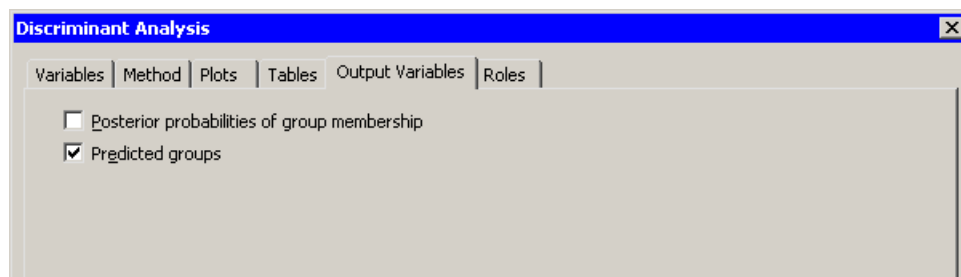 Discriminant Analysis
Variables Method Plots Tables Output Variables Roles
Posterior probabilities of group membership
Predicted groups